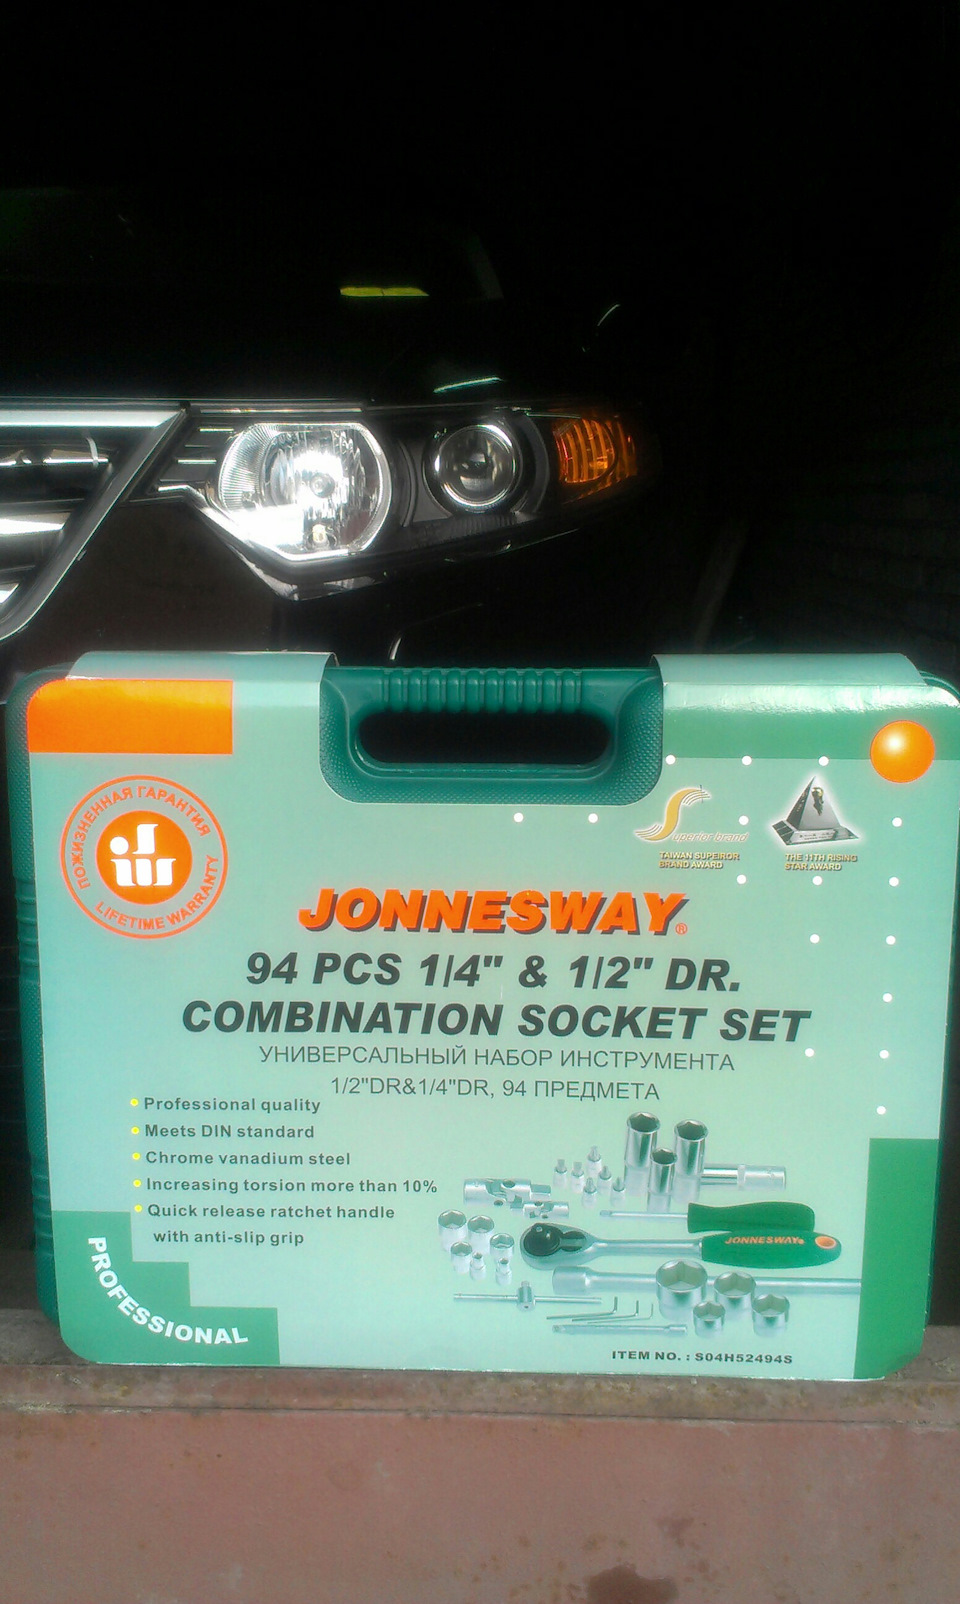 ПОЖИЗНЕННАЯ ГАРАНТИЯ
LIFETIME WARRANTY
Superior brand
TAIWAN SUPEIROR
BRAND AWARD
THE 11TH RISING
STAR AWARD
JONNESWAY®
94 PCS 1/4" & 1/2" DR.
COMBINATION SOCKET SET
УНИВЕРСАЛЬНЫЙ НАБОР ИНСТРУМЕНТА
1/2"DR&1/4"DR, 94 ПРЕДМЕТА
Professional quality
Meets DIN standard
Chrome vanadium steel
Increasing torsion more than 10%
Quick release ratchet handle
with anti-slip grip
JONNESWAY®
PROFESSIONAL
ITEM NO. : S04H52494S